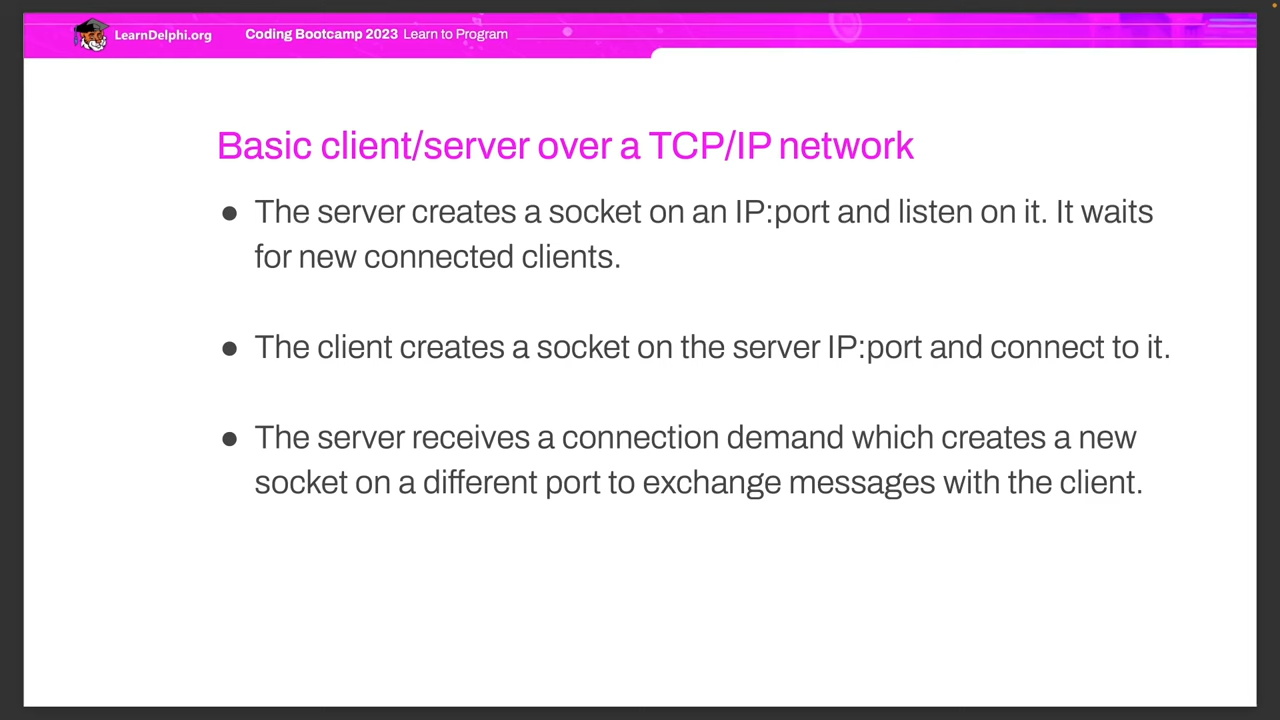 LearnDelphi.org
Coding Bootcamp 2023 Learn to Program
Basic client/server over a TCP/IP network
● The server creates a socket on an IP:port and listen on it. It waits
for new connected clients.
● The client creates a socket on the server IP:port and connect to it.
● The server receives a connection demand which creates a new
socket on a different port to exchange messages with the client.